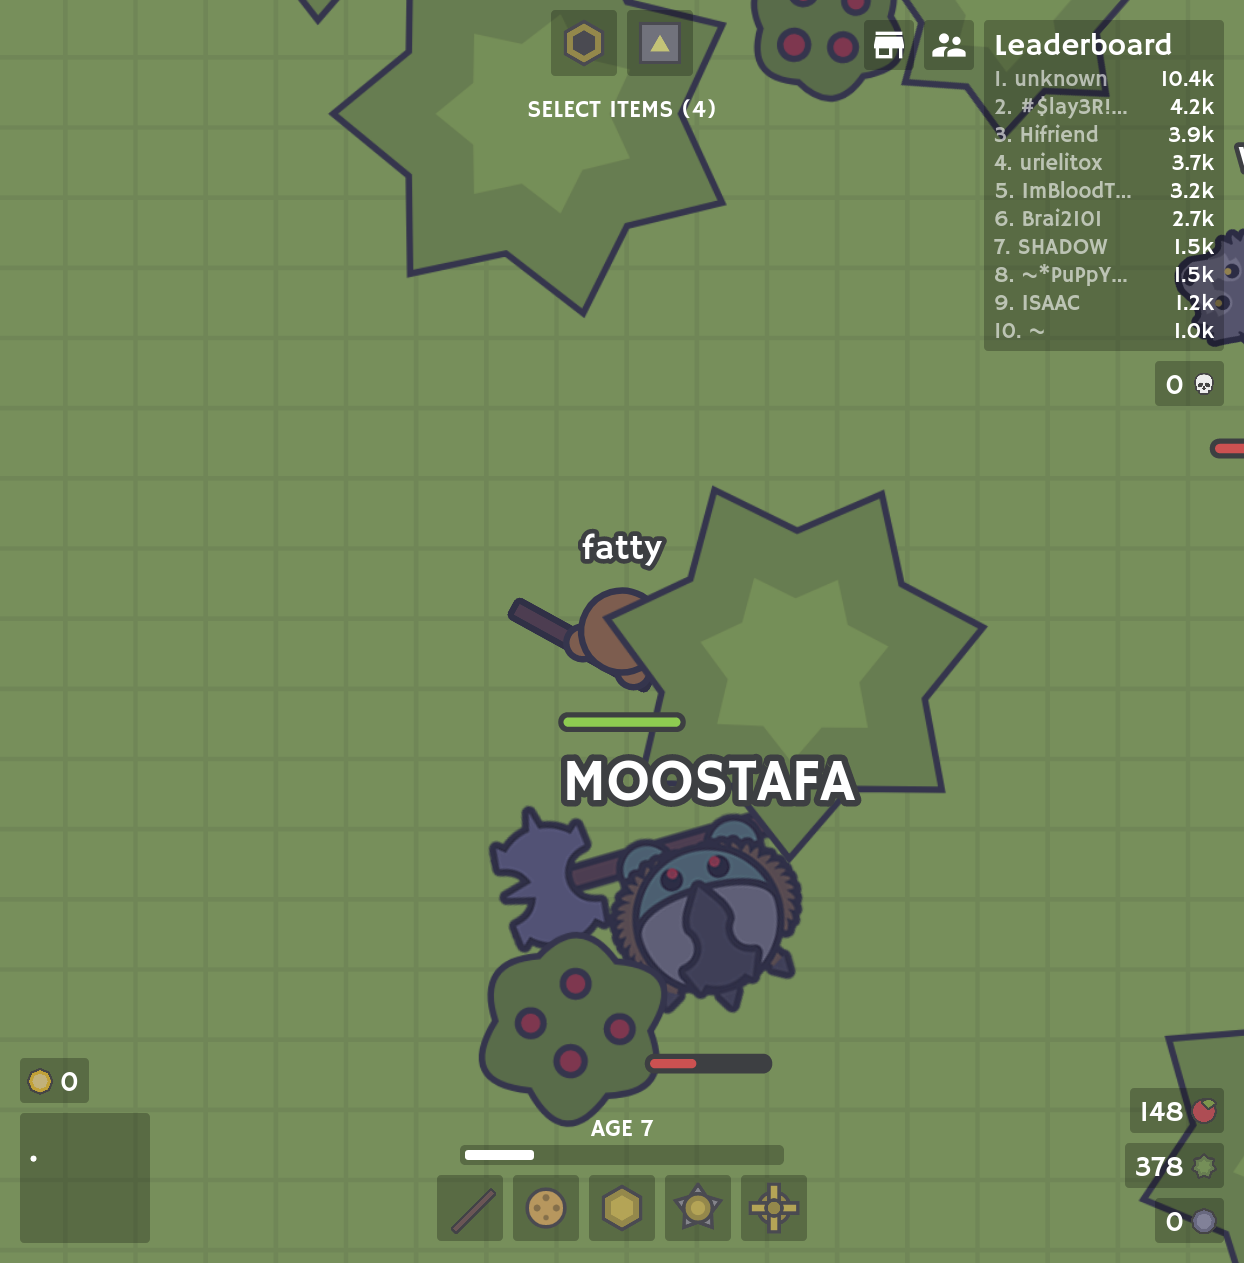 SELECT ITEMS (4)
Leaderboard
1. unknown 10.4k
2. #$lay3R!... 4.2k
3. Hifriend 3.9k
4. urielitox 3.7k
5. ImBloodT... 3.2k
6. Brai2101 2.7k
7. SHADOW 1.5k
8. ~*PuPpY... 1.5k
9. ISAAC 1.2k
10. ~ 1.0k
0
fatty
MOOSTAFA
0
148
378
0
AGE 7